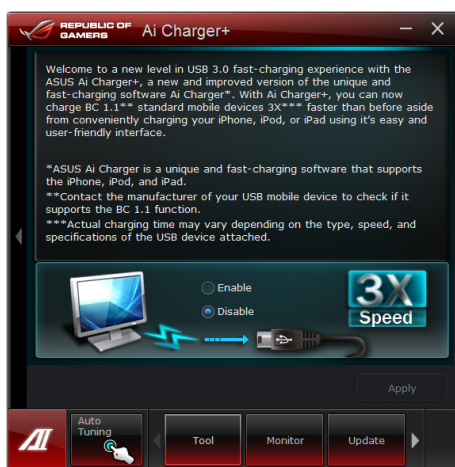 REPUBLIC OF
GAMERS
Ai Charger+
Welcome to a new level in USB 3.0 fast-charging experience with the
ASUS Ai Charger+, a new and improved version of the unique and
fast-charging software Ai Charger*. With Ai Charger+, you can now
charge BC 1.1** standard mobile devices 3X*** faster than before aside
from conveniently charging your iPhone, iPod, or iPad using it's easy and
user-friendly interface.
*ASUS Ai Charger is a unique and fast-charging software that supports
the iPhone, iPod, and iPad.
**Contact the manufacturer of your USB mobile device to check if it
supports the BC 1.1 function.
***Actual charging time may vary depending on the type, speed, and
specifications of the USB device attached.
Enable
Disable
3X
Speed
Apply
AI
Auto
Tuning
Tool
Monitor
Update